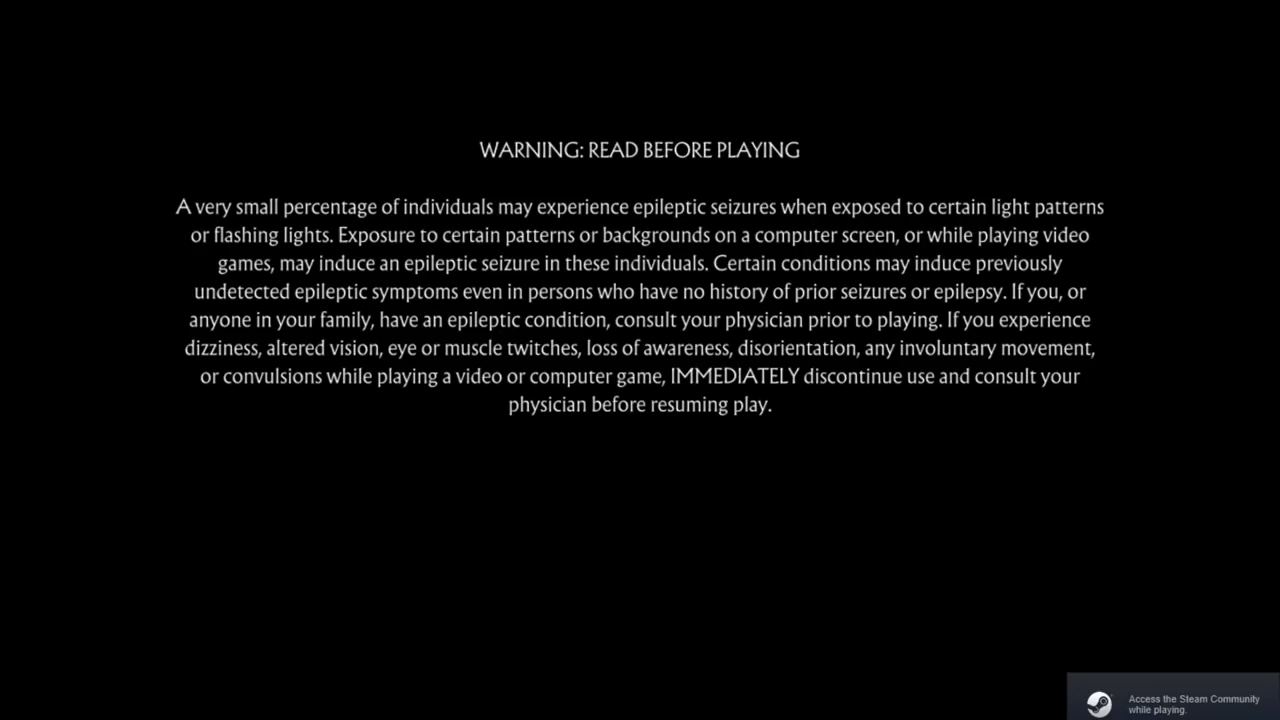 WARNING: READ BEFORE PLAYING
A very small percentage of individuals may experience epileptic seizures when exposed to certain light patterns
or flashing lights. Exposure to certain patterns or backgrounds on a computer screen, or while playing video
games, may induce an epileptic seizure in these individuals. Certain conditions may induce previously
undetected epileptic symptoms even in persons who have no history of prior seizures or epilepsy. If you, or
anyone in your family, have an epileptic condition, consult your physician prior to playing. If you experience
dizziness, altered vision, eye or muscle twitches, loss of awareness, disorientation, any involuntary movement,
or convulsions while playing a video or computer game, IMMEDIATELY discontinue use and consult your
physician before resuming play.
Access the Steam Community
while playing.